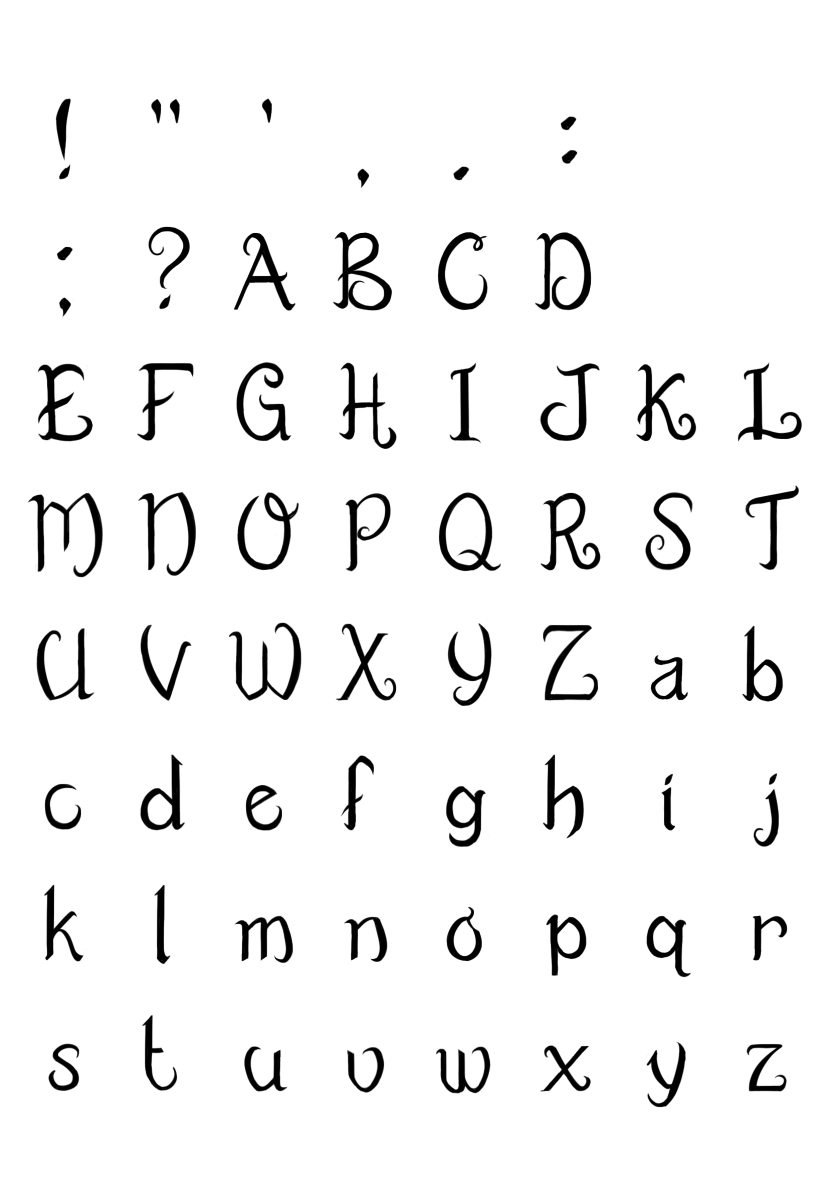 ! " ' , . :
; ? A B C D
E F G H I J K L
M N O P Q R S T
U V W X Y Z a b
c d e f g h i j
k l m n o p q r
s t u v w x y z